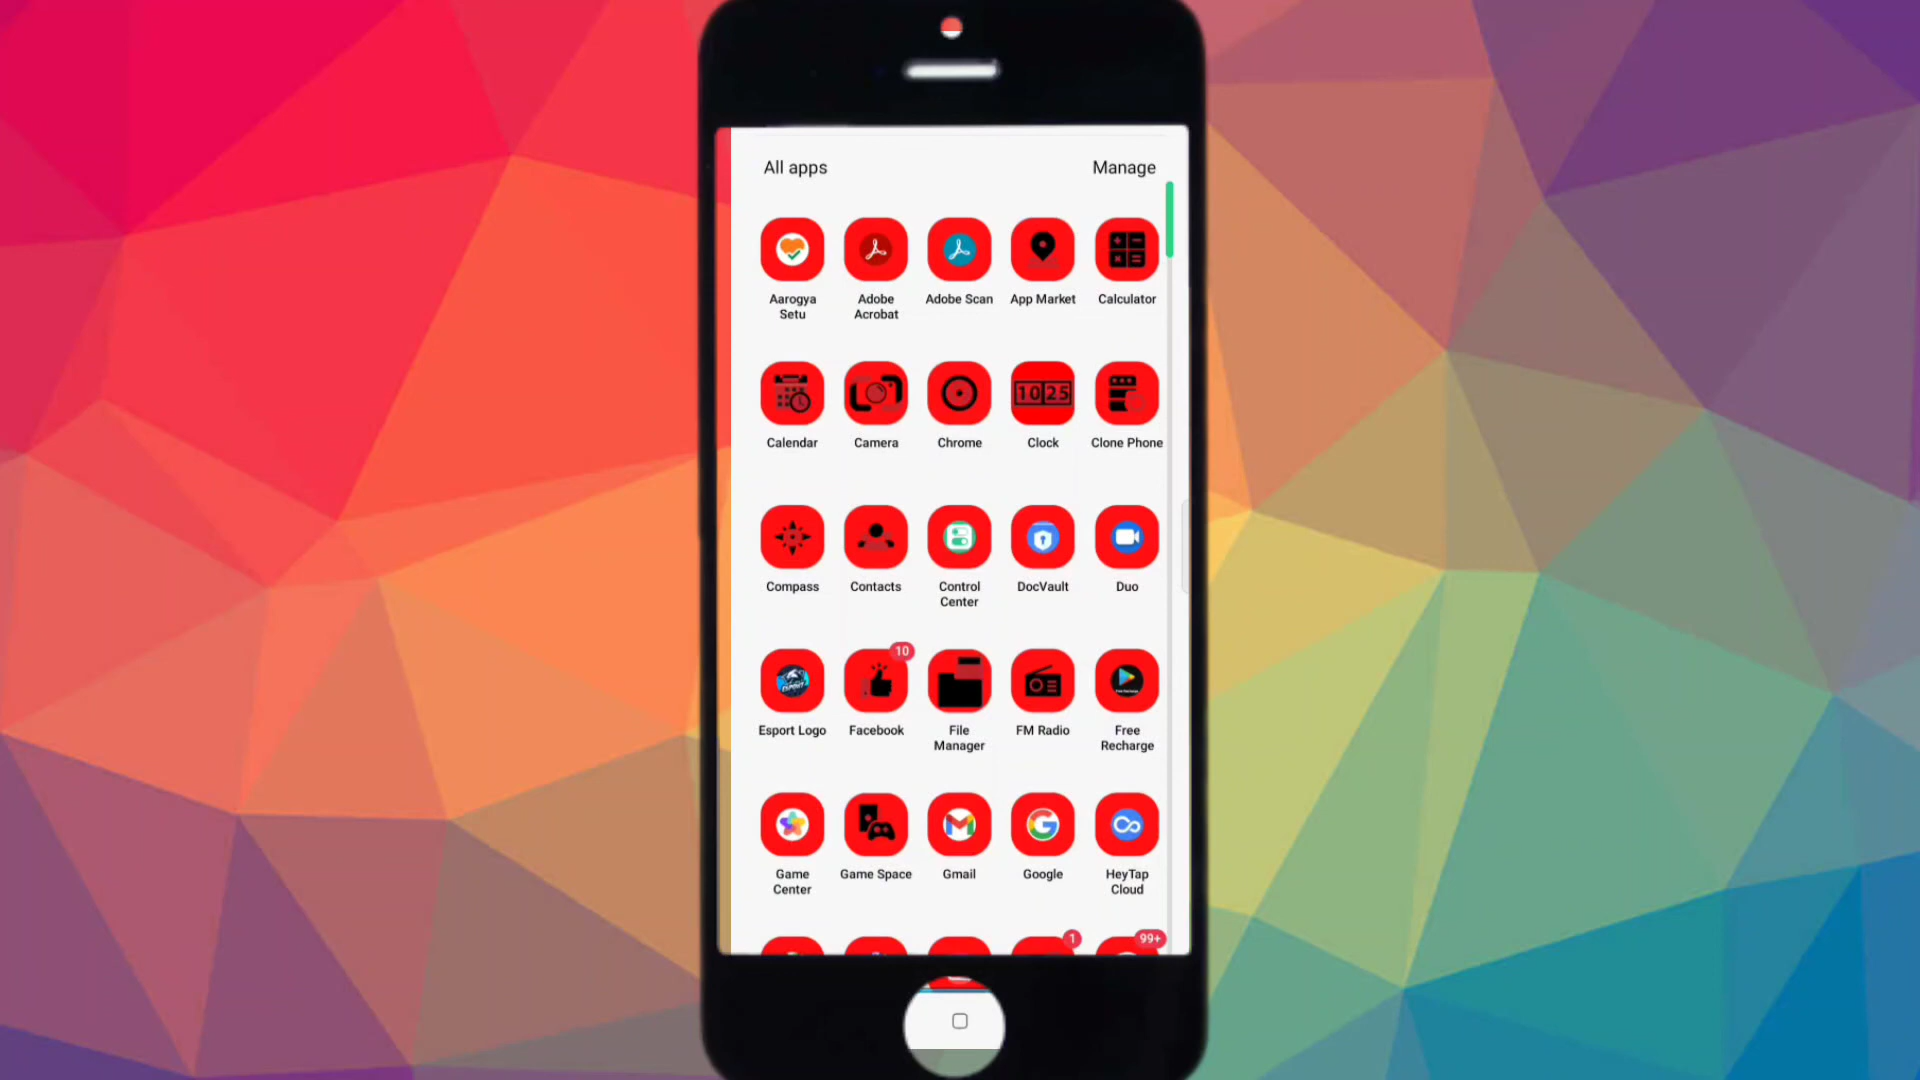 All apps Manage
Aarogya Adobe Adobe Scan App Market Calculator
Setu Acrobat
10 25
Calendar Camera Chrome Clock Clone Phone
Compass Contacts Control DocVault Duo
Center
10
Esport Logo Facebook File FM Radio Free
Manager Recharge
Game Game Space Gmail Google HeyTap
Center Cloud
1 99+